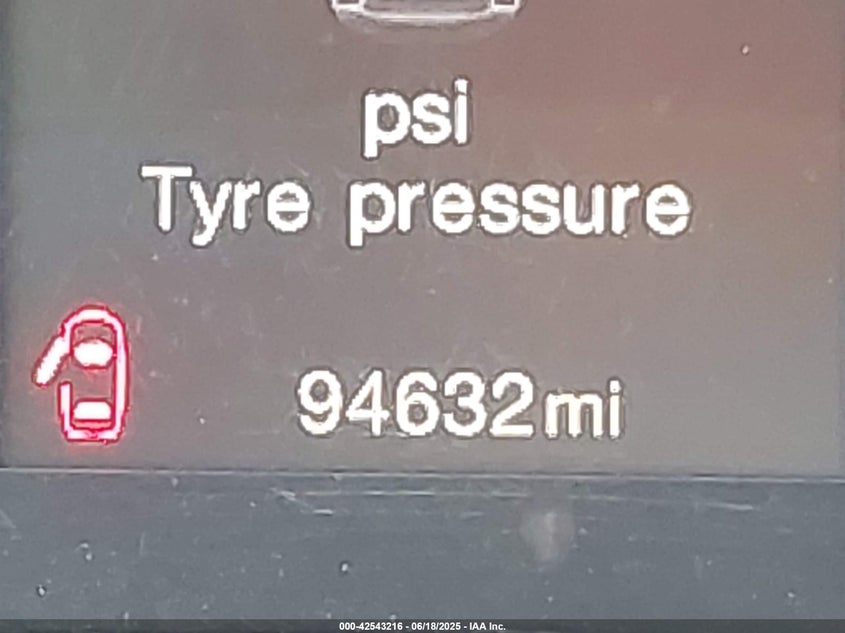 psi
Tyre pressure
94632mi
000-42543216 - 06/18/2025 - IAA Inc.